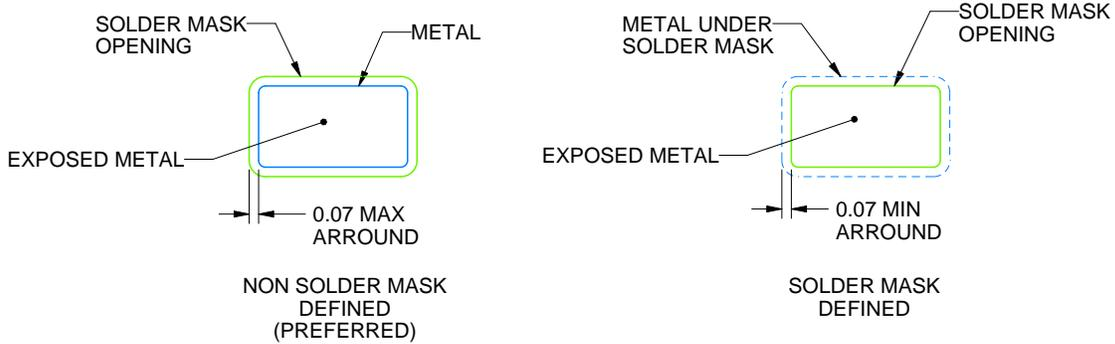 SOLDER MASK
OPENING
METAL
EXPOSED METAL
0.07 MAX
ARROUND
NON SOLDER MASK
DEFINED
(PREFERRED)
METAL UNDER
SOLDER MASK
SOLDER MASK
OPENING
EXPOSED METAL
0.07 MIN
ARROUND
SOLDER MASK
DEFINED